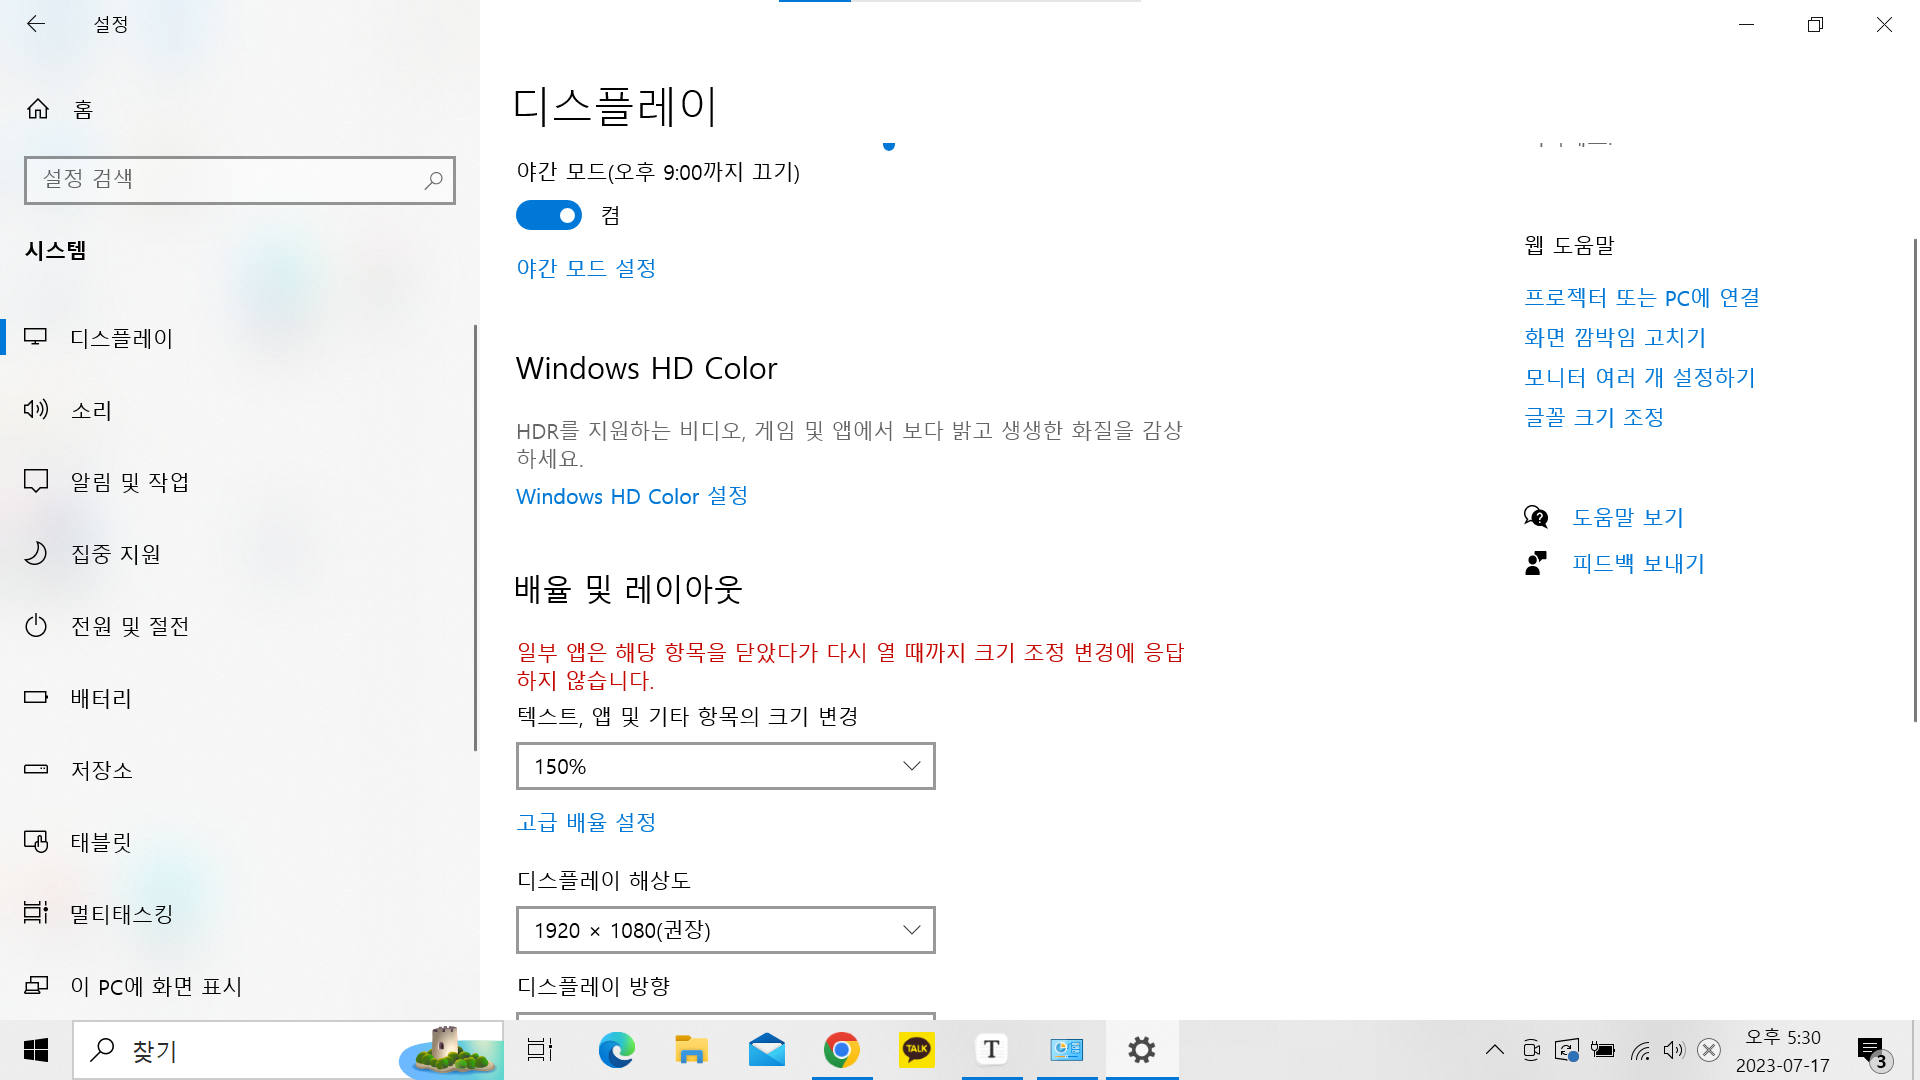 설정
홈
설정 검색
시스템
디스플레이
소리
알림 및 작업
집중 지원
전원 및 절전
배터리
저장소
태블릿
멀티태스킹
이 PC에 화면 표시
디스플레이
야간 모드(오후 9:00까지 끄기)
켬
야간 모드 설정
Windows HD Color
HDR를 지원하는 비디오, 게임 및 앱에서 보다 밝고 생생한 화질을 감상
하세요.
Windows HD Color 설정
배율 및 레이아웃
일부 앱은 해당 항목을 닫았다가 다시 열 때까지 크기 조정 변경에 응답
하지 않습니다.
텍스트, 앱 및 기타 항목의 크기 변경
150%
고급 배율 설정
디스플레이 해상도
1920 × 1080(권장)
디스플레이 방향
웹 도움말
프로젝터 또는 PC에 연결
화면 깜박임 고치기
모니터 여러 개 설정하기
글꼴 크기 조정
도움말 보기
피드백 보내기
찾기
TALK
T
오후 5:30
2023-07-17
3